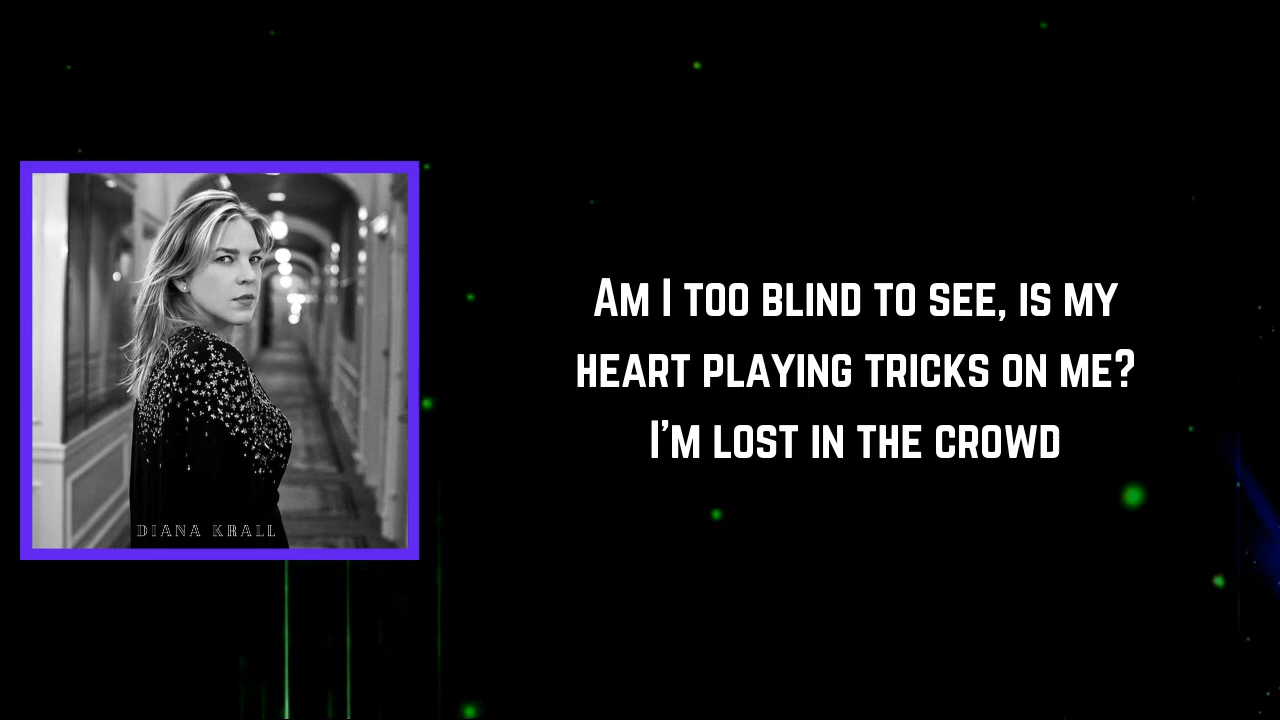 DIANA KRALL
Am I too blind to see, is my
heart playing tricks on me?
I'm lost in the crowd